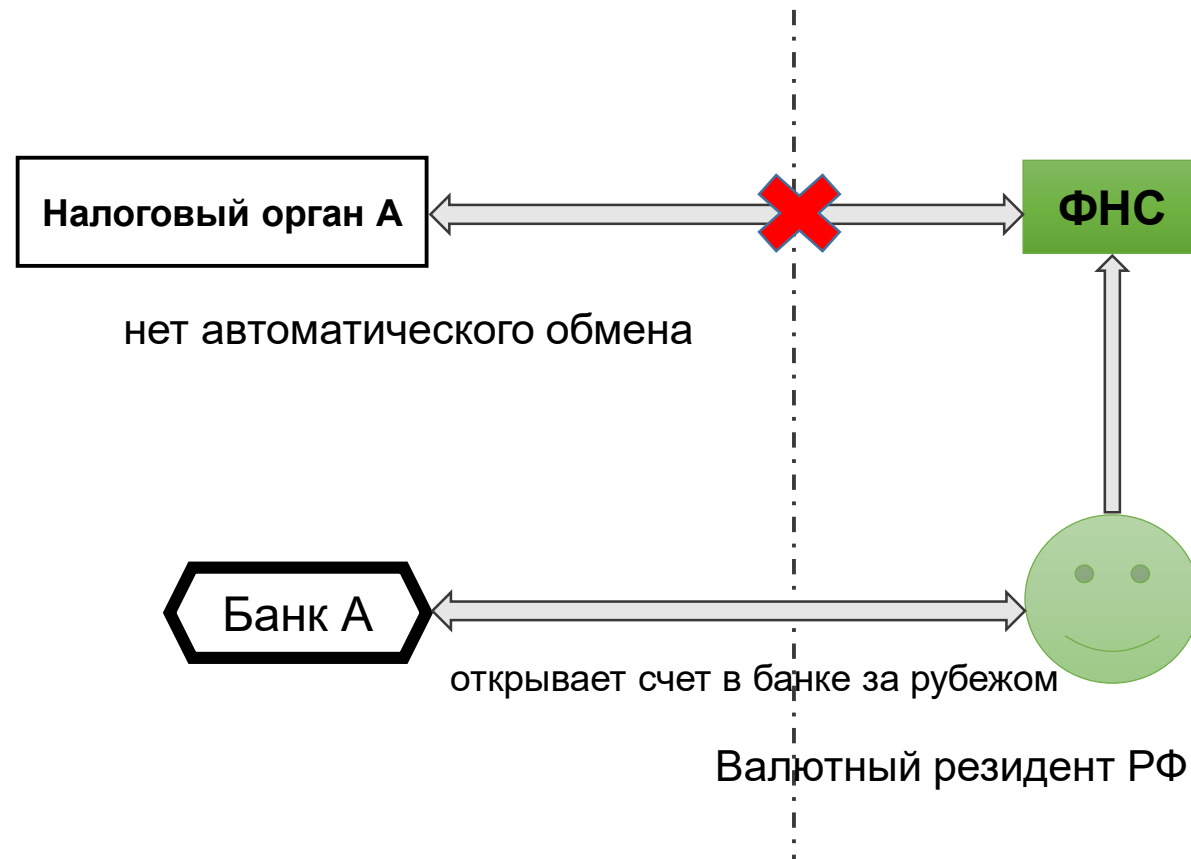 Налоговый орган А
ФНС
нет автоматического обмена
Банк А
открывает счет в банке за рубежом
Валютный резидент РФ